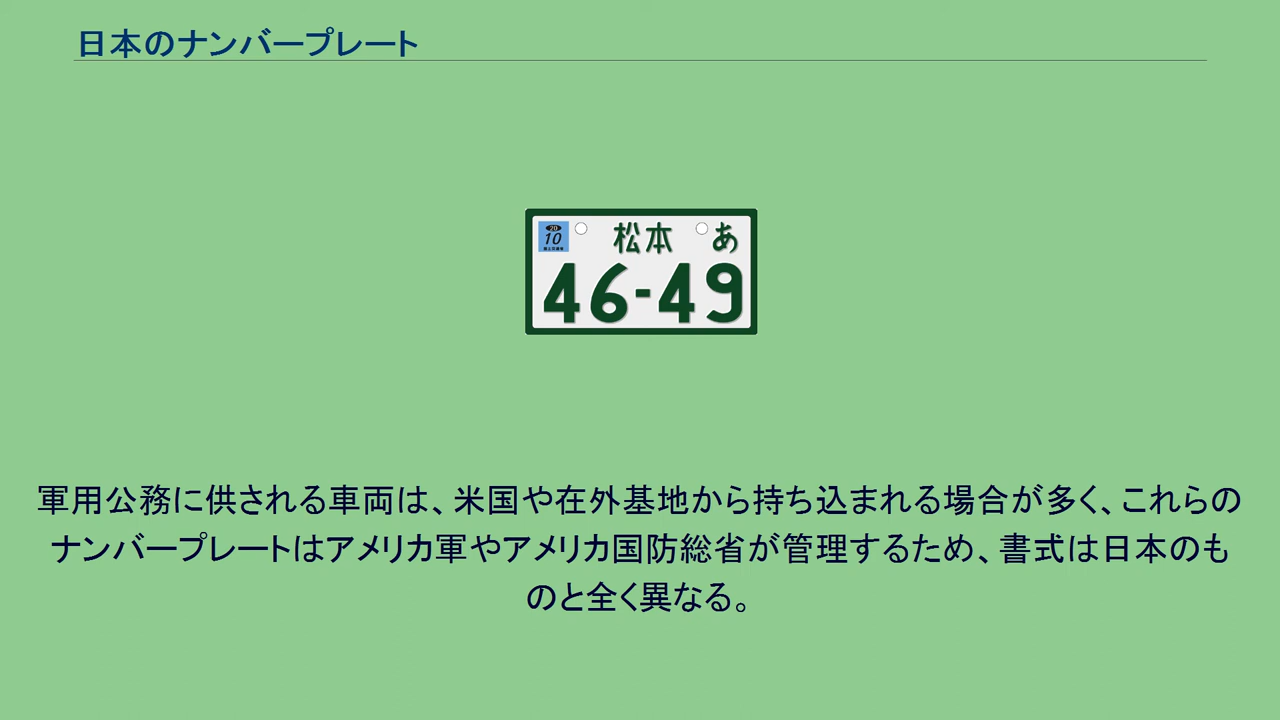 日本のナンバープレート
20
10
松本 あ
46-49
軍用公務に供される車両は、米国や在外基地から持ち込まれる場合が多く、これらの
ナンバープレートはアメリカ軍やアメリカ国防総省が管理するため、書式は日本のも
のと全く異なる。